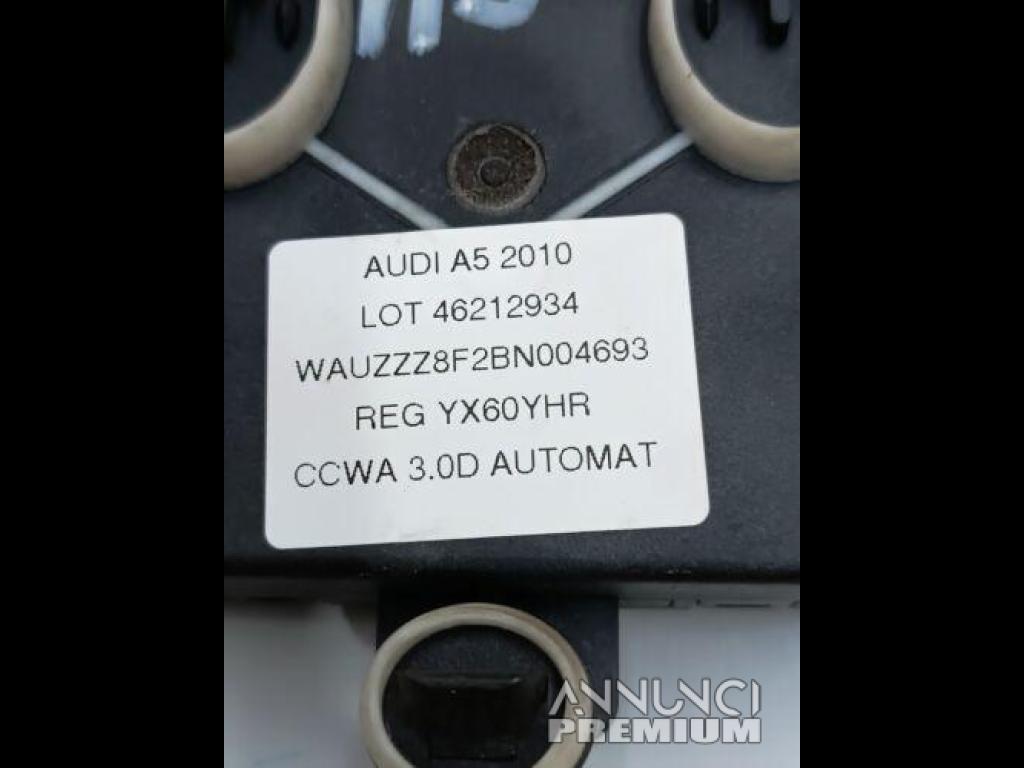 AUDI A5 2010
LOT 46212934
WAUZZZ8F2BN004693
REG YX60YHR
CCWA 3.0D AUTOMAT
ANNUNCI
PREMIUM